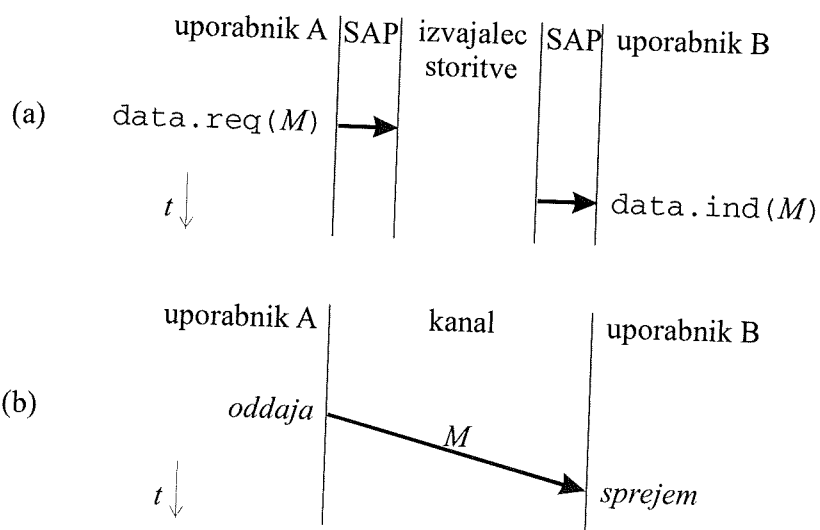 uporabnik A SAP izvajalec storitve SAP uporabnik B
(a) data.req(M)
t data.ind(M)
uporabnik A kanal uporabnik B
(b) oddaja
M
t sprejem